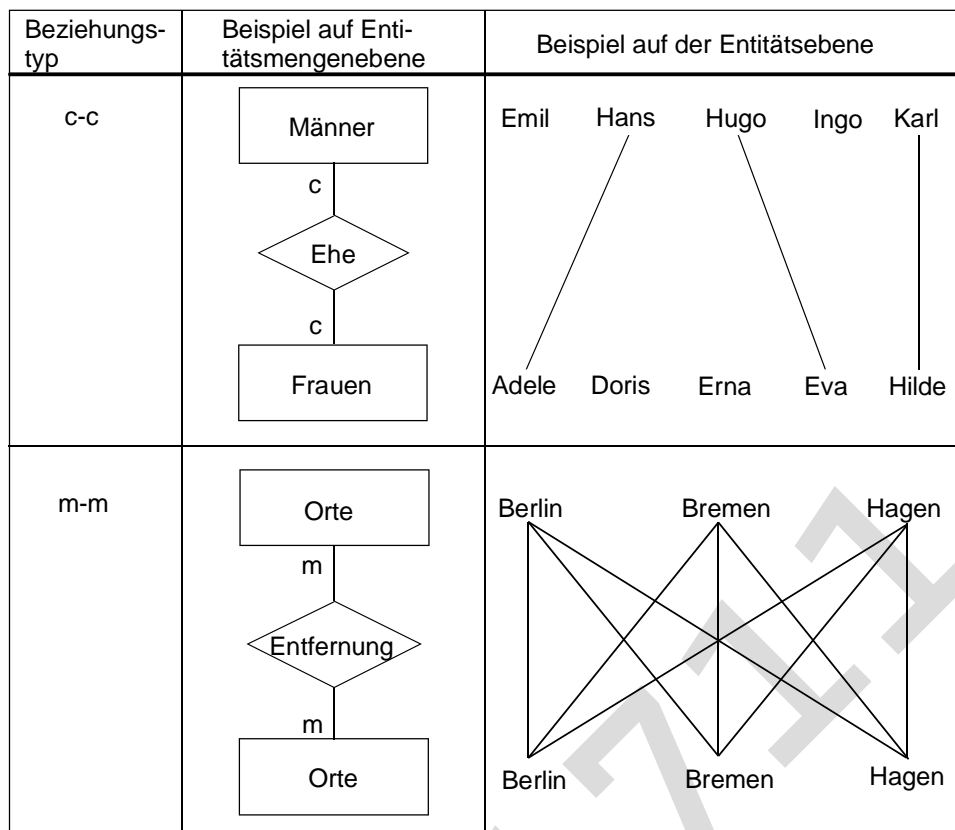 Beziehungs-
typ
Beispiel auf Enti-
tätsmengenebene
Beispiel auf der Entitätsebene
c-c
Männer
c
Ehe
c
Frauen
Emil Hans Hugo Ingo Karl
Adele Doris Erna Eva Hilde
m-m
Orte
m
Entfernung
m
Orte
Berlin Bremen Hagen
Berlin Bremen Hagen
711